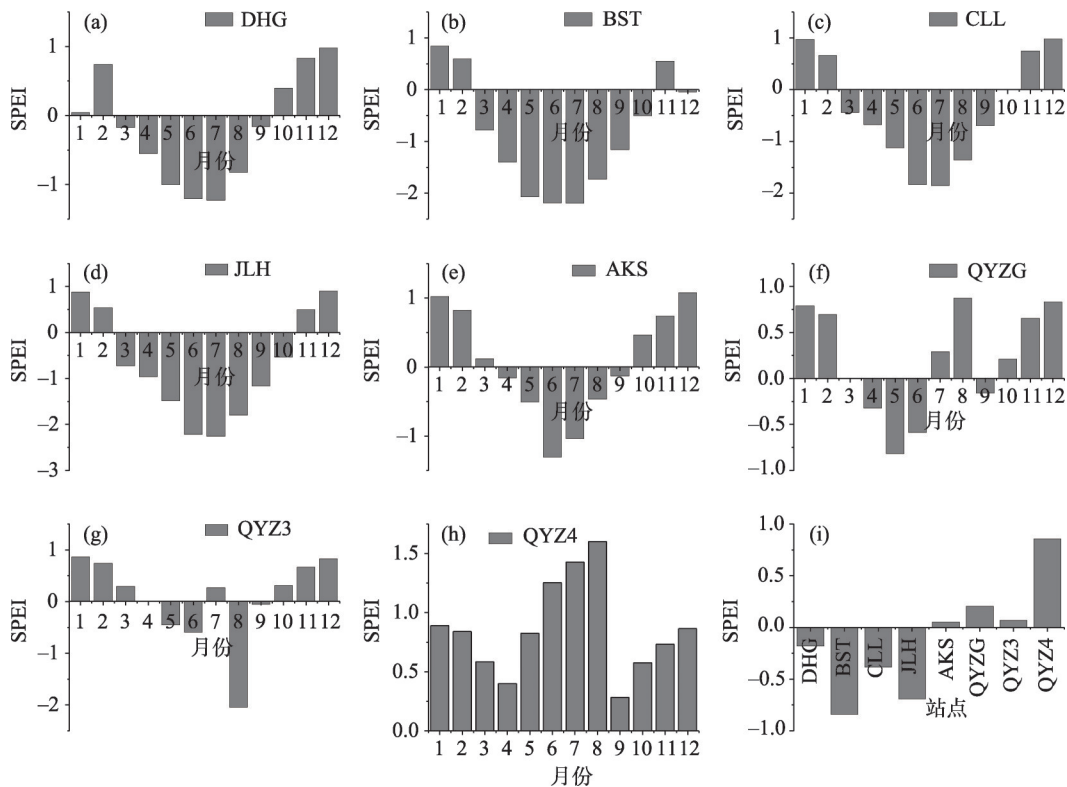 (a) DHG
1
0
−1
SPEI
1 2 3 4 5 6 7 8 9 10 11 12
月份
(b) BST
1
0
−1
−2
SPEI
1 2 3 4 5 6 7 8 9 10 11 12
月份
(c) CLL
1
0
−1
−2
SPEI
1 2 3 4 5 6 7 8 9 10 11 12
月份
(d) JLH
1
0
−1
−2
−3
SPEI
1 2 3 4 5 6 7 8 9 10 11 12
月份
(e) AKS
1
0
−1
SPEI
1 2 3 4 5 6 7 8 9 10 11 12
月份
(f) QYZG
1.0
0.5
0.0
−0.5
−1.0
SPEI
1 2 3 4 5 6 7 8 9 10 11 12
月份
(g) QYZ3
1
0
−1
−2
SPEI
1 2 3 4 5 6 7 8 9 10 11 12
月份
(h) QYZ4
1.5
1.0
0.5
0.0
SPEI
1 2 3 4 5 6 7 8 9 10 11 12
月份
(i)
1.0
0.5
0.0
−0.5
−1.0
SPEI
DHG BST CLL JLH AKS QYZG QYZ3 QYZ4
站点